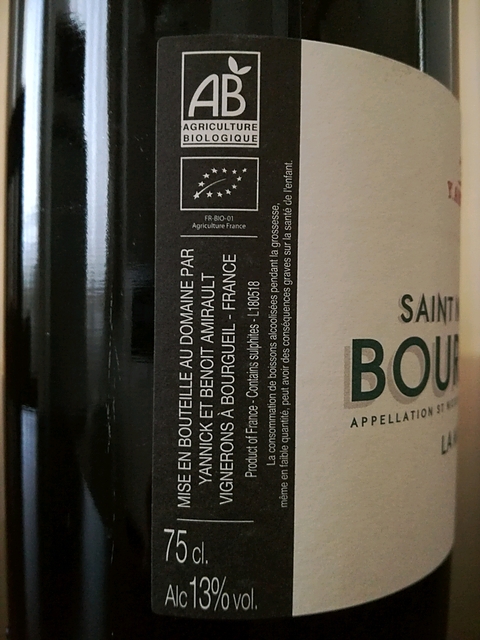 AB
AGRICULTURE
BIOLOGIQUE
FR-BIO-01
Agriculture France
MISE EN BOUTEILLE AU DOMAINE PAR
YANNICK ET BENOIT AMIRAULT
VIGNERONS À BOURGUEIL - FRANCE
Product of France - Contains sulphites - L180518
La consommation de boissons alcoolisées pendant la grossesse,
même en faible quantité, peut avoir des conséquences graves sur la santé de l'enfant.
75 cl.
Alc 13% vol.
SAINT
BOUR
APPELLATION ST
LA